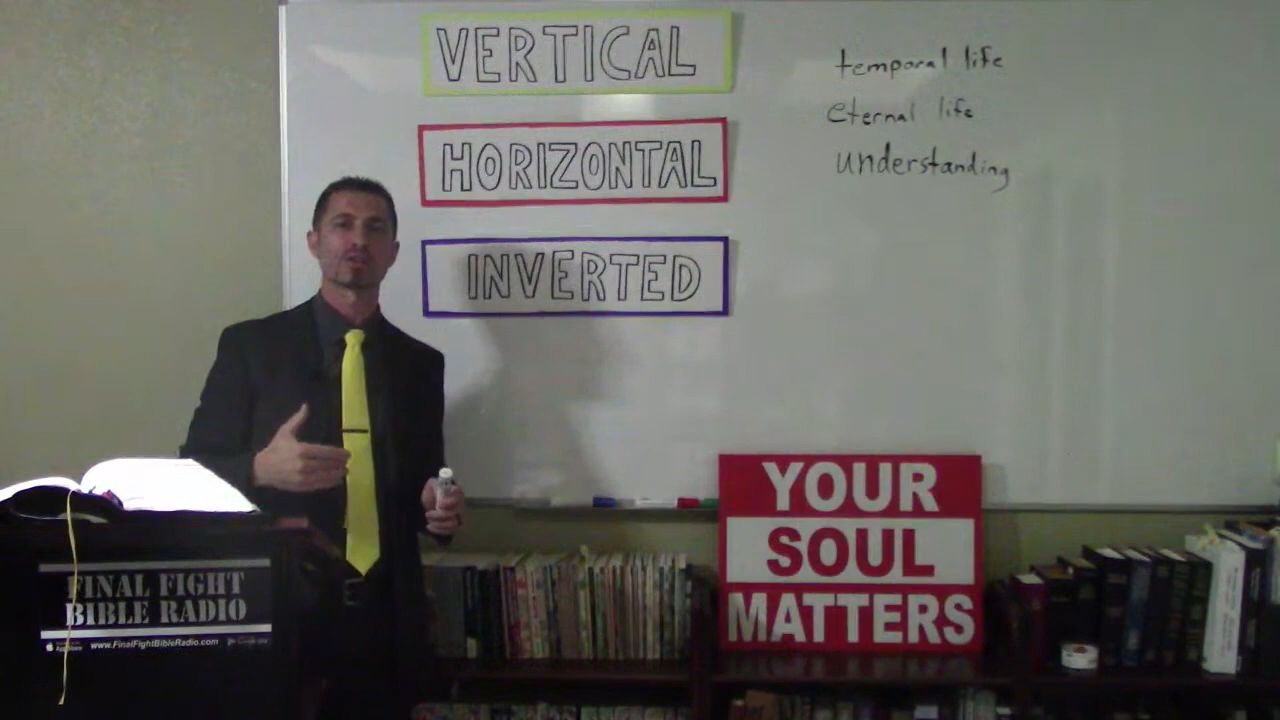 VERTICAL
HORIZONTAL
INVERTED
temporal life
eternal life
understanding
YOUR
SOUL
MATTERS
FINAL FIGHT
BIBLE RADIO
www.FinalFightBibleRadio.com